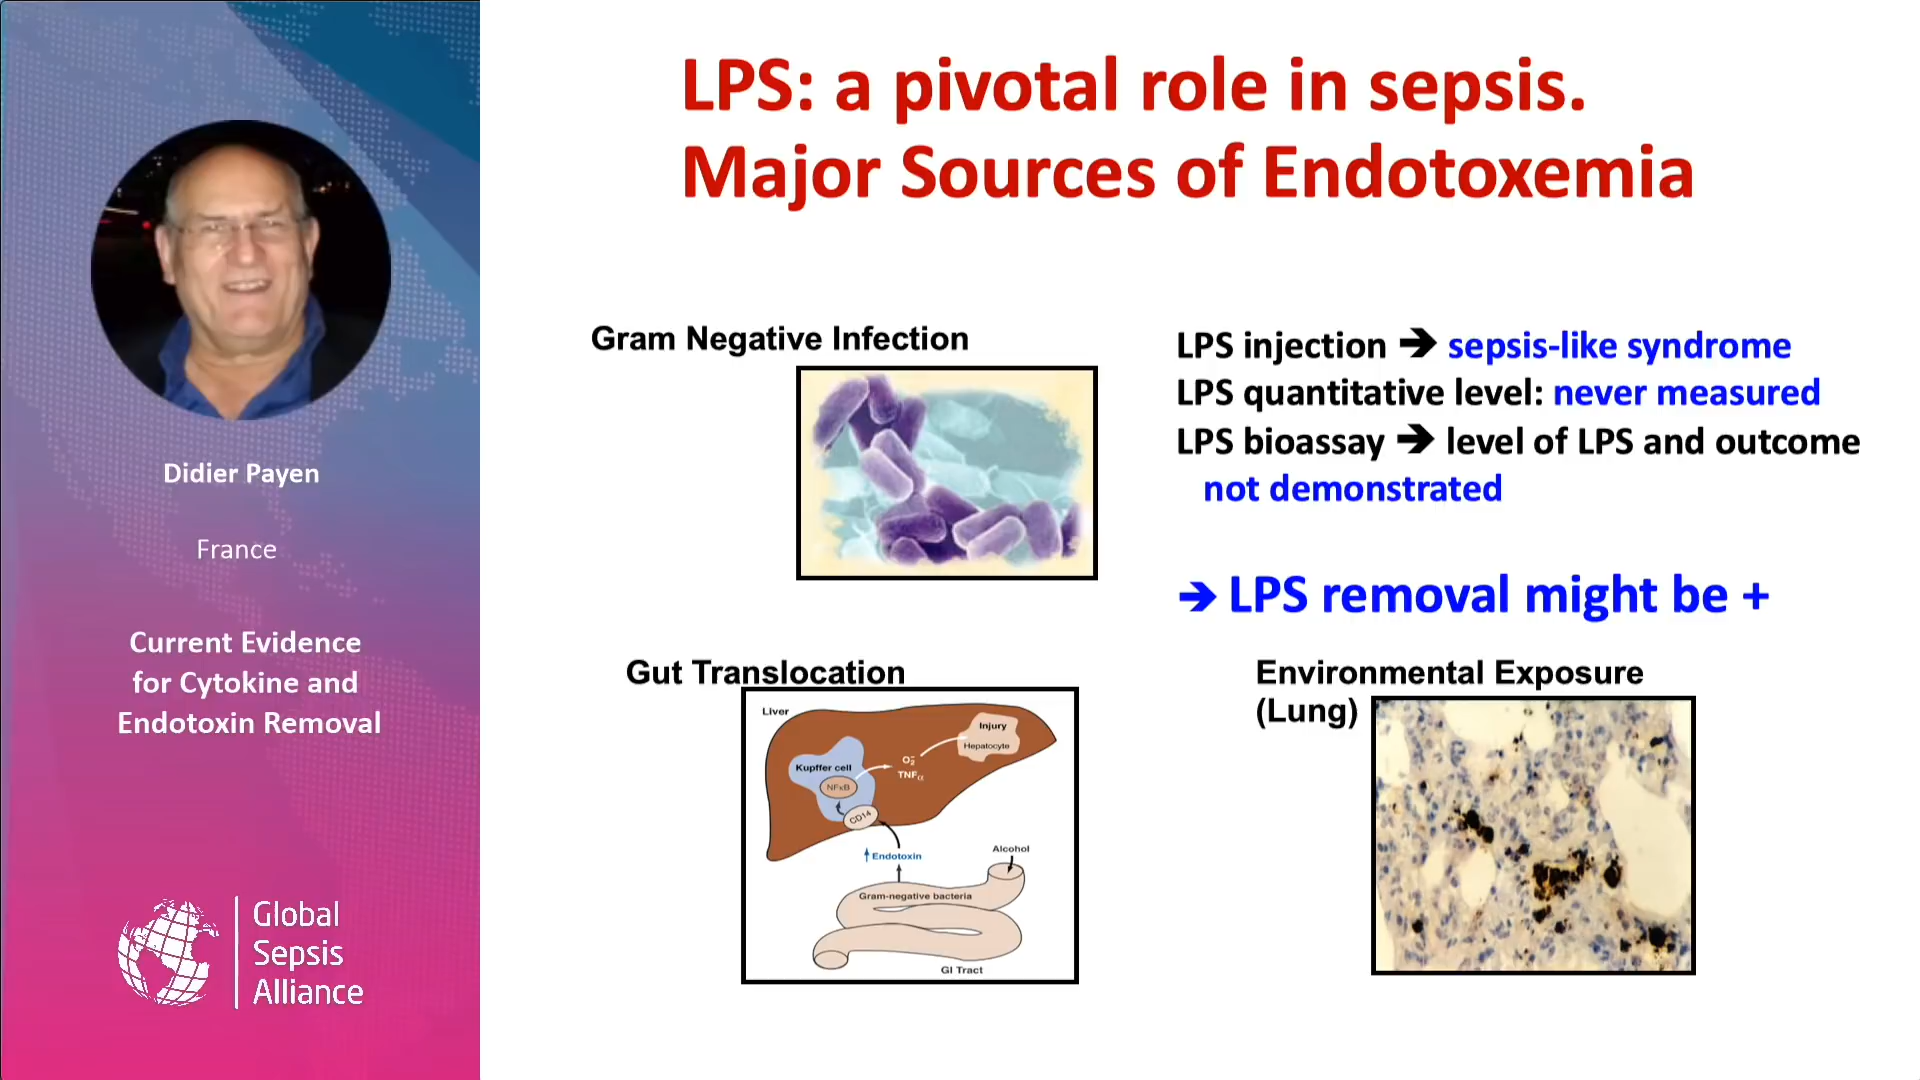 LPS: a pivotal role in sepsis.
Major Sources of Endotoxemia
Didier Payen
France
Current Evidence
for Cytokine and
Endotoxin Removal
Global
Sepsis
Alliance
Gram Negative Infection
LPS injection ➔ sepsis-like syndrome
LPS quantitative level: never measured
LPS bioassay ➔ level of LPS and outcome
not demonstrated
➔ LPS removal might be +
Gut Translocation
Liver
Injury
Hepatocyte
Kupffer cell
O₂⁻
TNFα
NFκB
CD14
Endotoxin
Alcohol
Gram-negative bacteria
GI Tract
Environmental Exposure
(Lung)